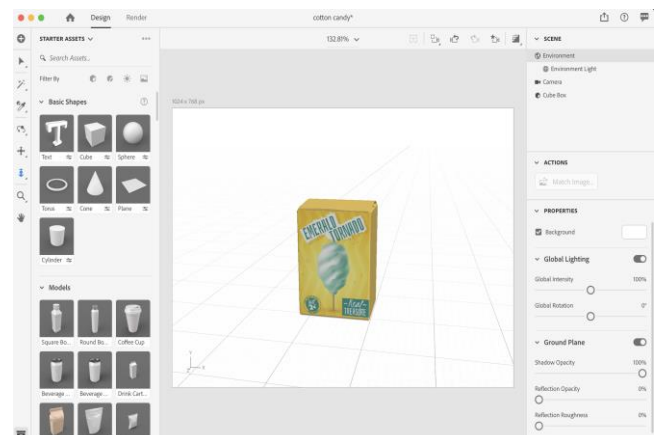 Design
Render
cotton candy*
STARTER ASSETS
132.81%
SCENE
Search Assets...
Environment
Environment Light
Filter By
Camera
Cube Box
Basic Shapes
1024 x 768 px
Text
Cube
Sphere
ACTIONS
Match Image...
Torus
Cone
Plane
PROPERTIES
Background
EMERALD
TORNADO
Cylinder
Global Lighting
Global Intensity
100%
Models
Global Rotation
0°
TREASURE
Ground Plane
Square Bo...
Round Bo...
Coffee Cup
Shadow Opacity
100%
Reflection Opacity
0%
Beverage ...
Beverage ...
Drink Cart...
Reflection Roughness
0%